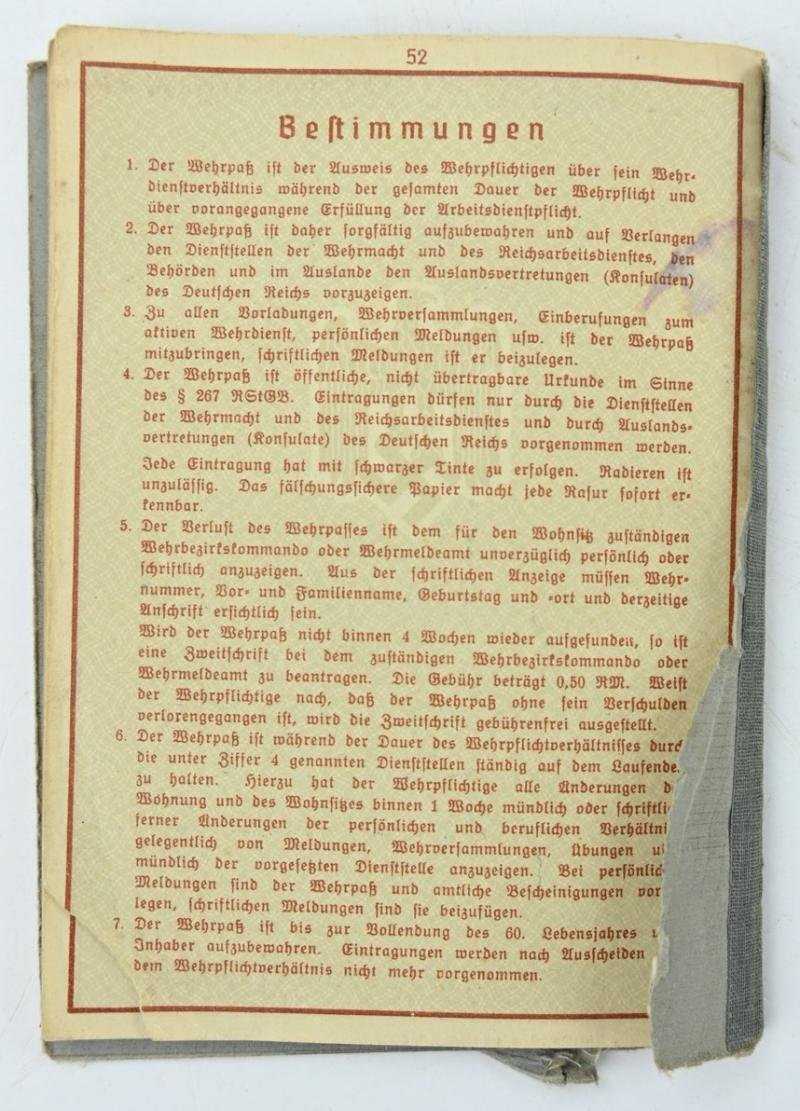 52
Bestimmungen
1. Der Wehrpaß ist der Ausweis des Wehrpflichtigen über sein Wehr-
dienstverhältnis während der gesamten Dauer der Wehrpflicht und
über vorangegangene Erfüllung der Arbeitsdienstpflicht.
2. Der Wehrpaß ist daher sorgfältig aufzubewahren und auf Verlangen
den Dienststellen der Wehrmacht und des Reichsarbeitsdienstes, den
Behörden und im Auslande den Auslandsvertretungen (Konsulaten)
des Deutschen Reichs vorzuzeigen.
3. Zu allen Vorladungen, Wehrversammlungen, Einberufungen zum
aktiven Wehrdienst, persönlichen Meldungen usw. ist der Wehrpaß
mitzubringen, schriftlichen Meldungen ist er beizulegen.
4. Der Wehrpaß ist öffentliche, nicht übertragbare Urkunde im Sinne
des § 267 RStGB. Eintragungen dürfen nur durch die Dienststellen
der Wehrmacht und des Reichsarbeitsdienstes und durch Auslands-
vertretungen (Konsulate) des Deutschen Reichs vorgenommen werden.
Jede Eintragung hat mit schwarzer Tinte zu erfolgen. Radieren ist
unzulässig. Das fälschungssichere Papier macht jede Rasur sofort er-
kennbar.
5. Der Verlust des Wehrpasses ist dem für den Wohnsitz zuständigen
Wehrbezirkskommando oder Wehrmeldeamt unverzüglich persönlich oder
schriftlich anzuzeigen. Aus der schriftlichen Anzeige müssen Wehr-
nummer, Vor- und Familienname, Geburtstag und -ort und derzeitige
Anschrift ersichtlich sein.
Wird der Wehrpaß nicht binnen 4 Wochen wieder aufgefunden, so ist
eine Zweitschrift bei dem zuständigen Wehrbezirkskommando oder
Wehrmeldeamt zu beantragen. Die Gebühr beträgt 0,50 RM. Weist
der Wehrpflichtige nach, daß der Wehrpaß ohne sein Verschulden
verlorengegangen ist, wird die Zweitschrift gebührenfrei ausgestellt.
6. Der Wehrpaß ist während der Dauer des Wehrpflichtverhältnisses durch
die unter Ziffer 4 genannten Dienststellen ständig auf dem Laufende
zu halten. Hierzu hat der Wehrpflichtige alle Änderungen d
Wohnung und des Wohnsitzes binnen 1 Woche mündlich oder schriftli
ferner Änderungen der persönlichen und beruflichen Verhältni
gelegentlich von Meldungen, Wehrversammlungen, Übungen u
mündlich der vorgesetzten Dienststelle anzuzeigen. Bei persönlic
Meldungen sind der Wehrpaß und amtliche Bescheinigungen vor
legen, schriftlichen Meldungen sind sie beizufügen.
7. Der Wehrpaß ist bis zur Vollendung des 60. Lebensjahres
Inhaber aufzubewahren. Eintragungen werden nach Ausscheiden
dem Wehrpflichtverhältnis nicht mehr vorgenommen.